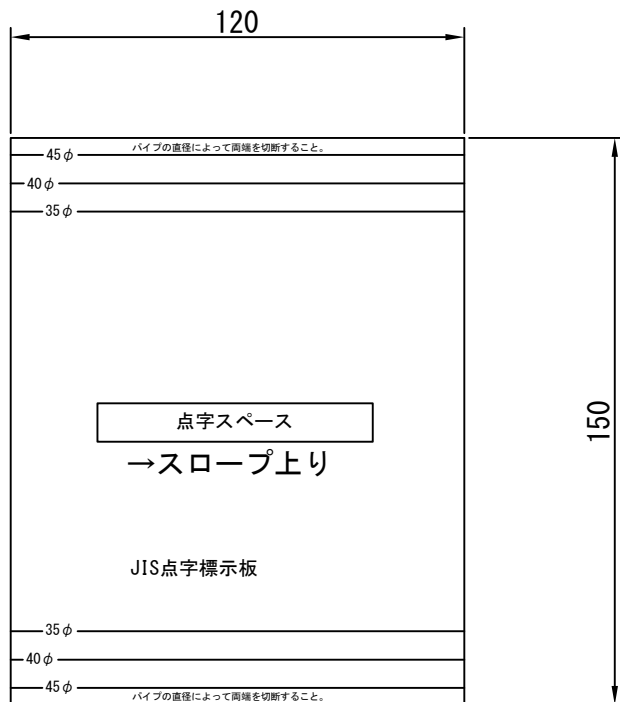 120
パイプの直径によって両端を切断すること。
45φ
40φ
35φ
150
点字スペース
→スロープ上り
JIS点字標示板
35φ
40φ
45φ
パイプの直径によって両端を切断すること。